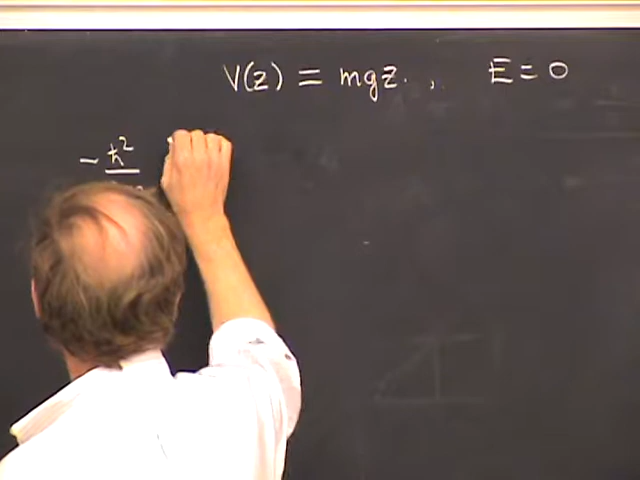 V(z) = mgz. , E = 0
- ħ²